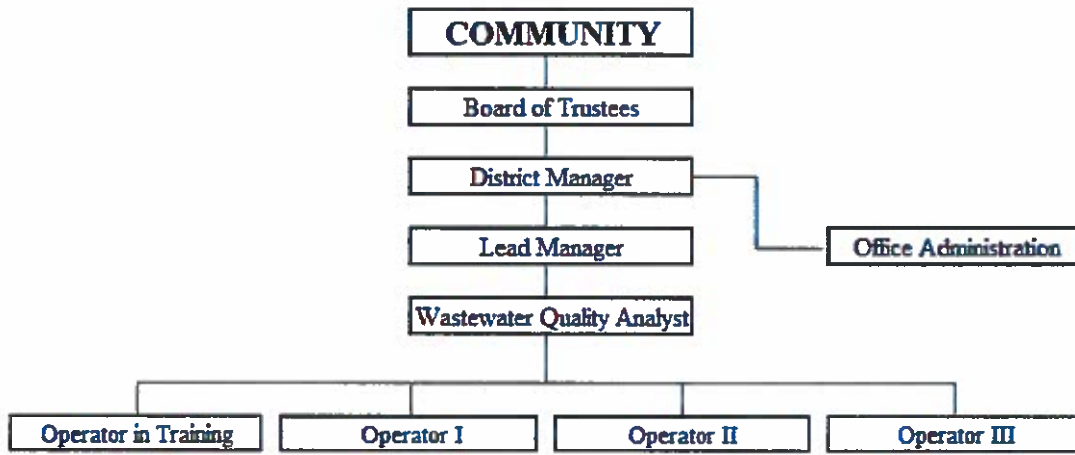 COMMUNITY
Board of Trustees
District Manager
Lead Manager
Office Administration
Wastewater Quality Analyst
Operator in Training
Operator I
Operator II
Operator III